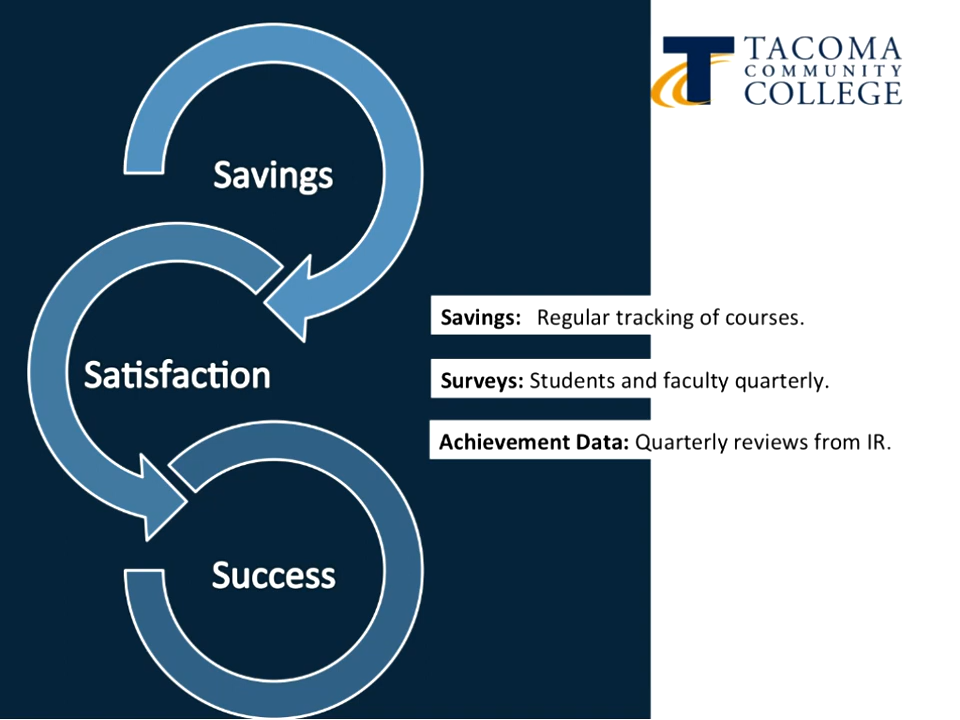 TACOMA
COMMUNITY
COLLEGE
Savings
Satisfaction
Success
Savings: Regular tracking of courses.
Surveys: Students and faculty quarterly.
Achievement Data: Quarterly reviews from IR.